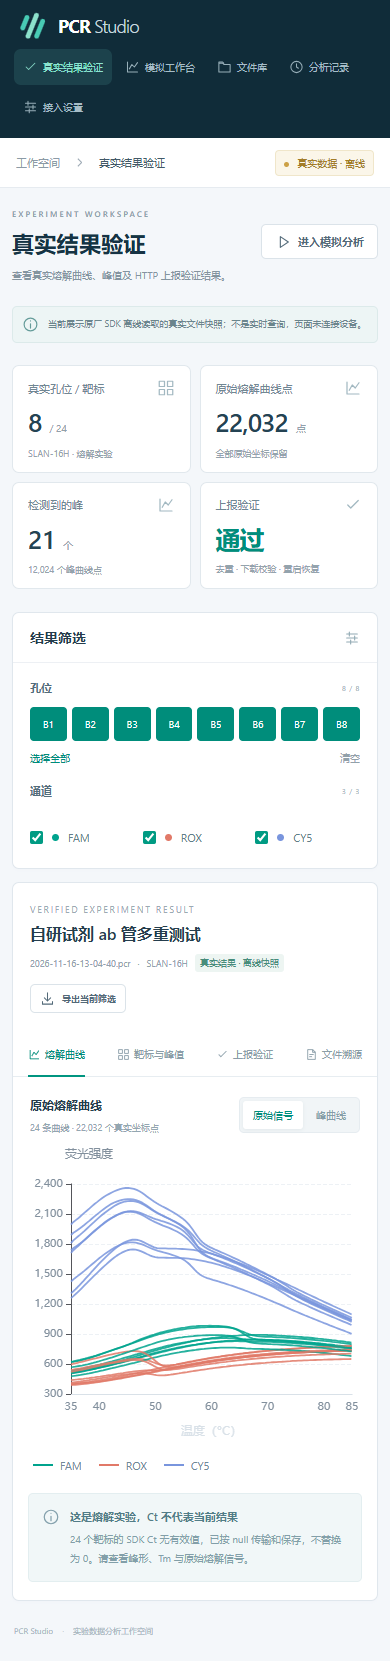 PCR Studio
真实结果验证
模拟工作台
文件库
分析记录
接入设置
工作空间
真实结果验证
真实数据 · 离线
EXPERIMENT WORKSPACE
真实结果验证
进入模拟分析
查看真实熔解曲线、峰值及 HTTP 上报验证结果。
当前展示原厂 SDK 离线读取的真实文件快照；不是实时查询，页面未连接设备。
真实孔位 / 靶标
8 / 24
SLAN-16H · 熔解实验
原始熔解曲线点
22,032 点
全部原始坐标保留
检测到的峰
21 个
12,024 个峰曲线点
上报验证
通过
去重 · 下载校验 · 重启恢复
结果筛选
孔位
8 / 8
B1 B2 B3 B4 B5 B6 B7 B8
选择全部
清空
通道
3 / 3
FAM
ROX
CY5
VERIFIED EXPERIMENT RESULT
自研试剂 ab 管多重测试
2026-11-16-13-04-40.pcr · SLAN-16H 真实结果 · 离线快照
导出当前筛选
熔解曲线
靶标与峰值
上报验证
文件溯源
原始熔解曲线
24 条曲线 · 22,032 个真实坐标点
原始信号
峰曲线
荧光强度
2,400
2,100
1,800
1,500
1,200
900
600
300
35 40 50 60 70 80 85
温度（℃）
FAM ROX CY5
这是熔解实验，Ct 不代表当前结果
24 个靶标的 SDK Ct 无有效值，已按 null 传输和保存，不替换
为 0。请查看峰形、Tm 与原始熔解信号。
PCR Studio · 实验数据分析工作空间